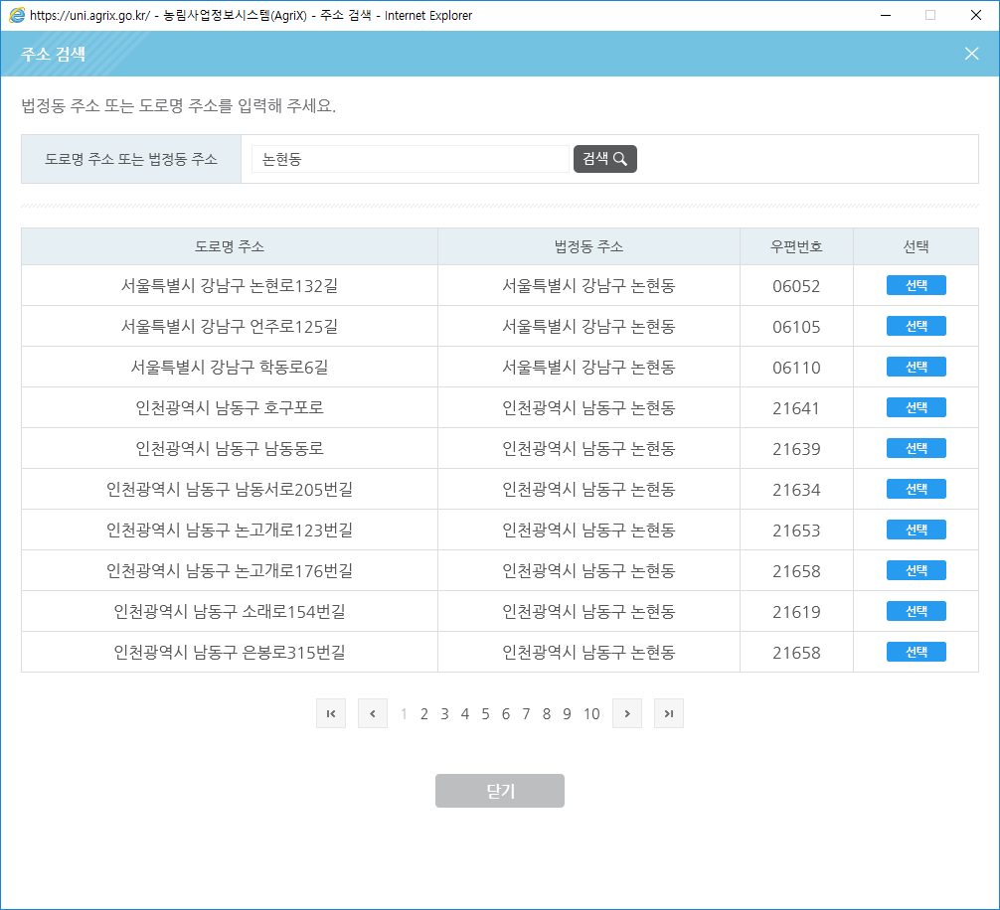 https://uni.agrix.go.kr/ - 농림사업정보시스템(AgriX) - 주소 검색 - Internet Explorer
주소 검색
법정동 주소 또는 도로명 주소를 입력해 주세요.
도로명 주소 또는 법정동 주소 논현동 검색
도로명 주소 법정동 주소 우편번호 선택
서울특별시 강남구 논현로132길 서울특별시 강남구 논현동 06052 선택
서울특별시 강남구 언주로125길 서울특별시 강남구 논현동 06105 선택
서울특별시 강남구 학동로6길 서울특별시 강남구 논현동 06110 선택
인천광역시 남동구 호구포로 인천광역시 남동구 논현동 21641 선택
인천광역시 남동구 남동동로 인천광역시 남동구 논현동 21639 선택
인천광역시 남동구 남동서로205번길 인천광역시 남동구 논현동 21634 선택
인천광역시 남동구 논고개로123번길 인천광역시 남동구 논현동 21653 선택
인천광역시 남동구 논고개로176번길 인천광역시 남동구 논현동 21658 선택
인천광역시 남동구 소래로154번길 인천광역시 남동구 논현동 21619 선택
인천광역시 남동구 은봉로315번길 인천광역시 남동구 논현동 21658 선택
1 2 3 4 5 6 7 8 9 10
닫기